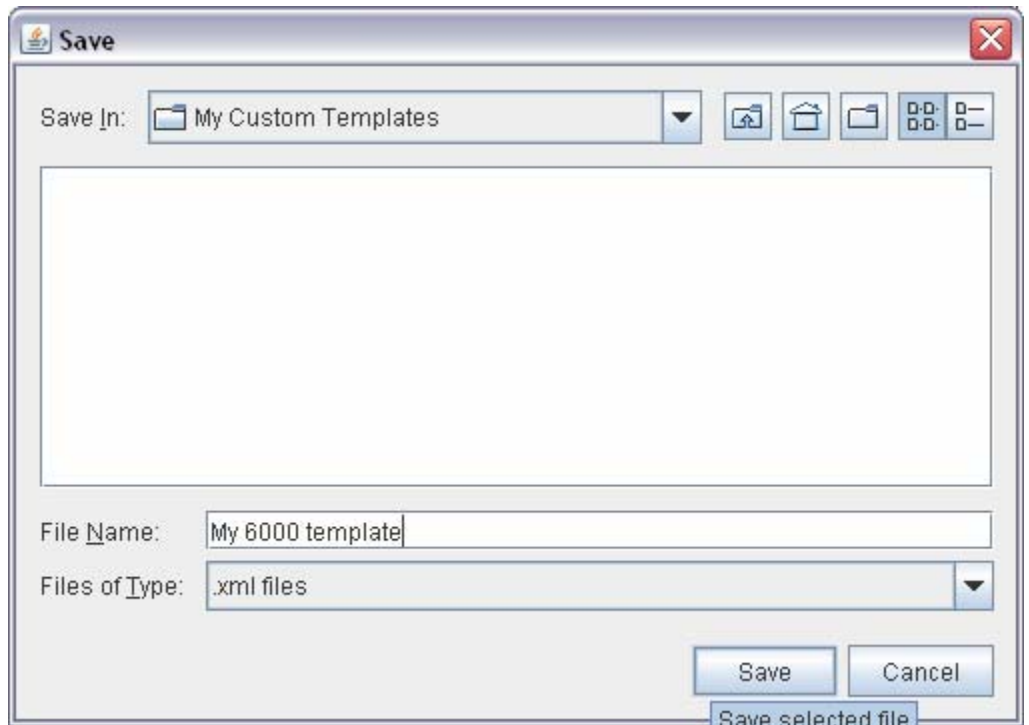 Save
Save In: My Custom Templates
File Name: My 6000 template
Files of Type: .xml files
Save Cancel
Save selected file